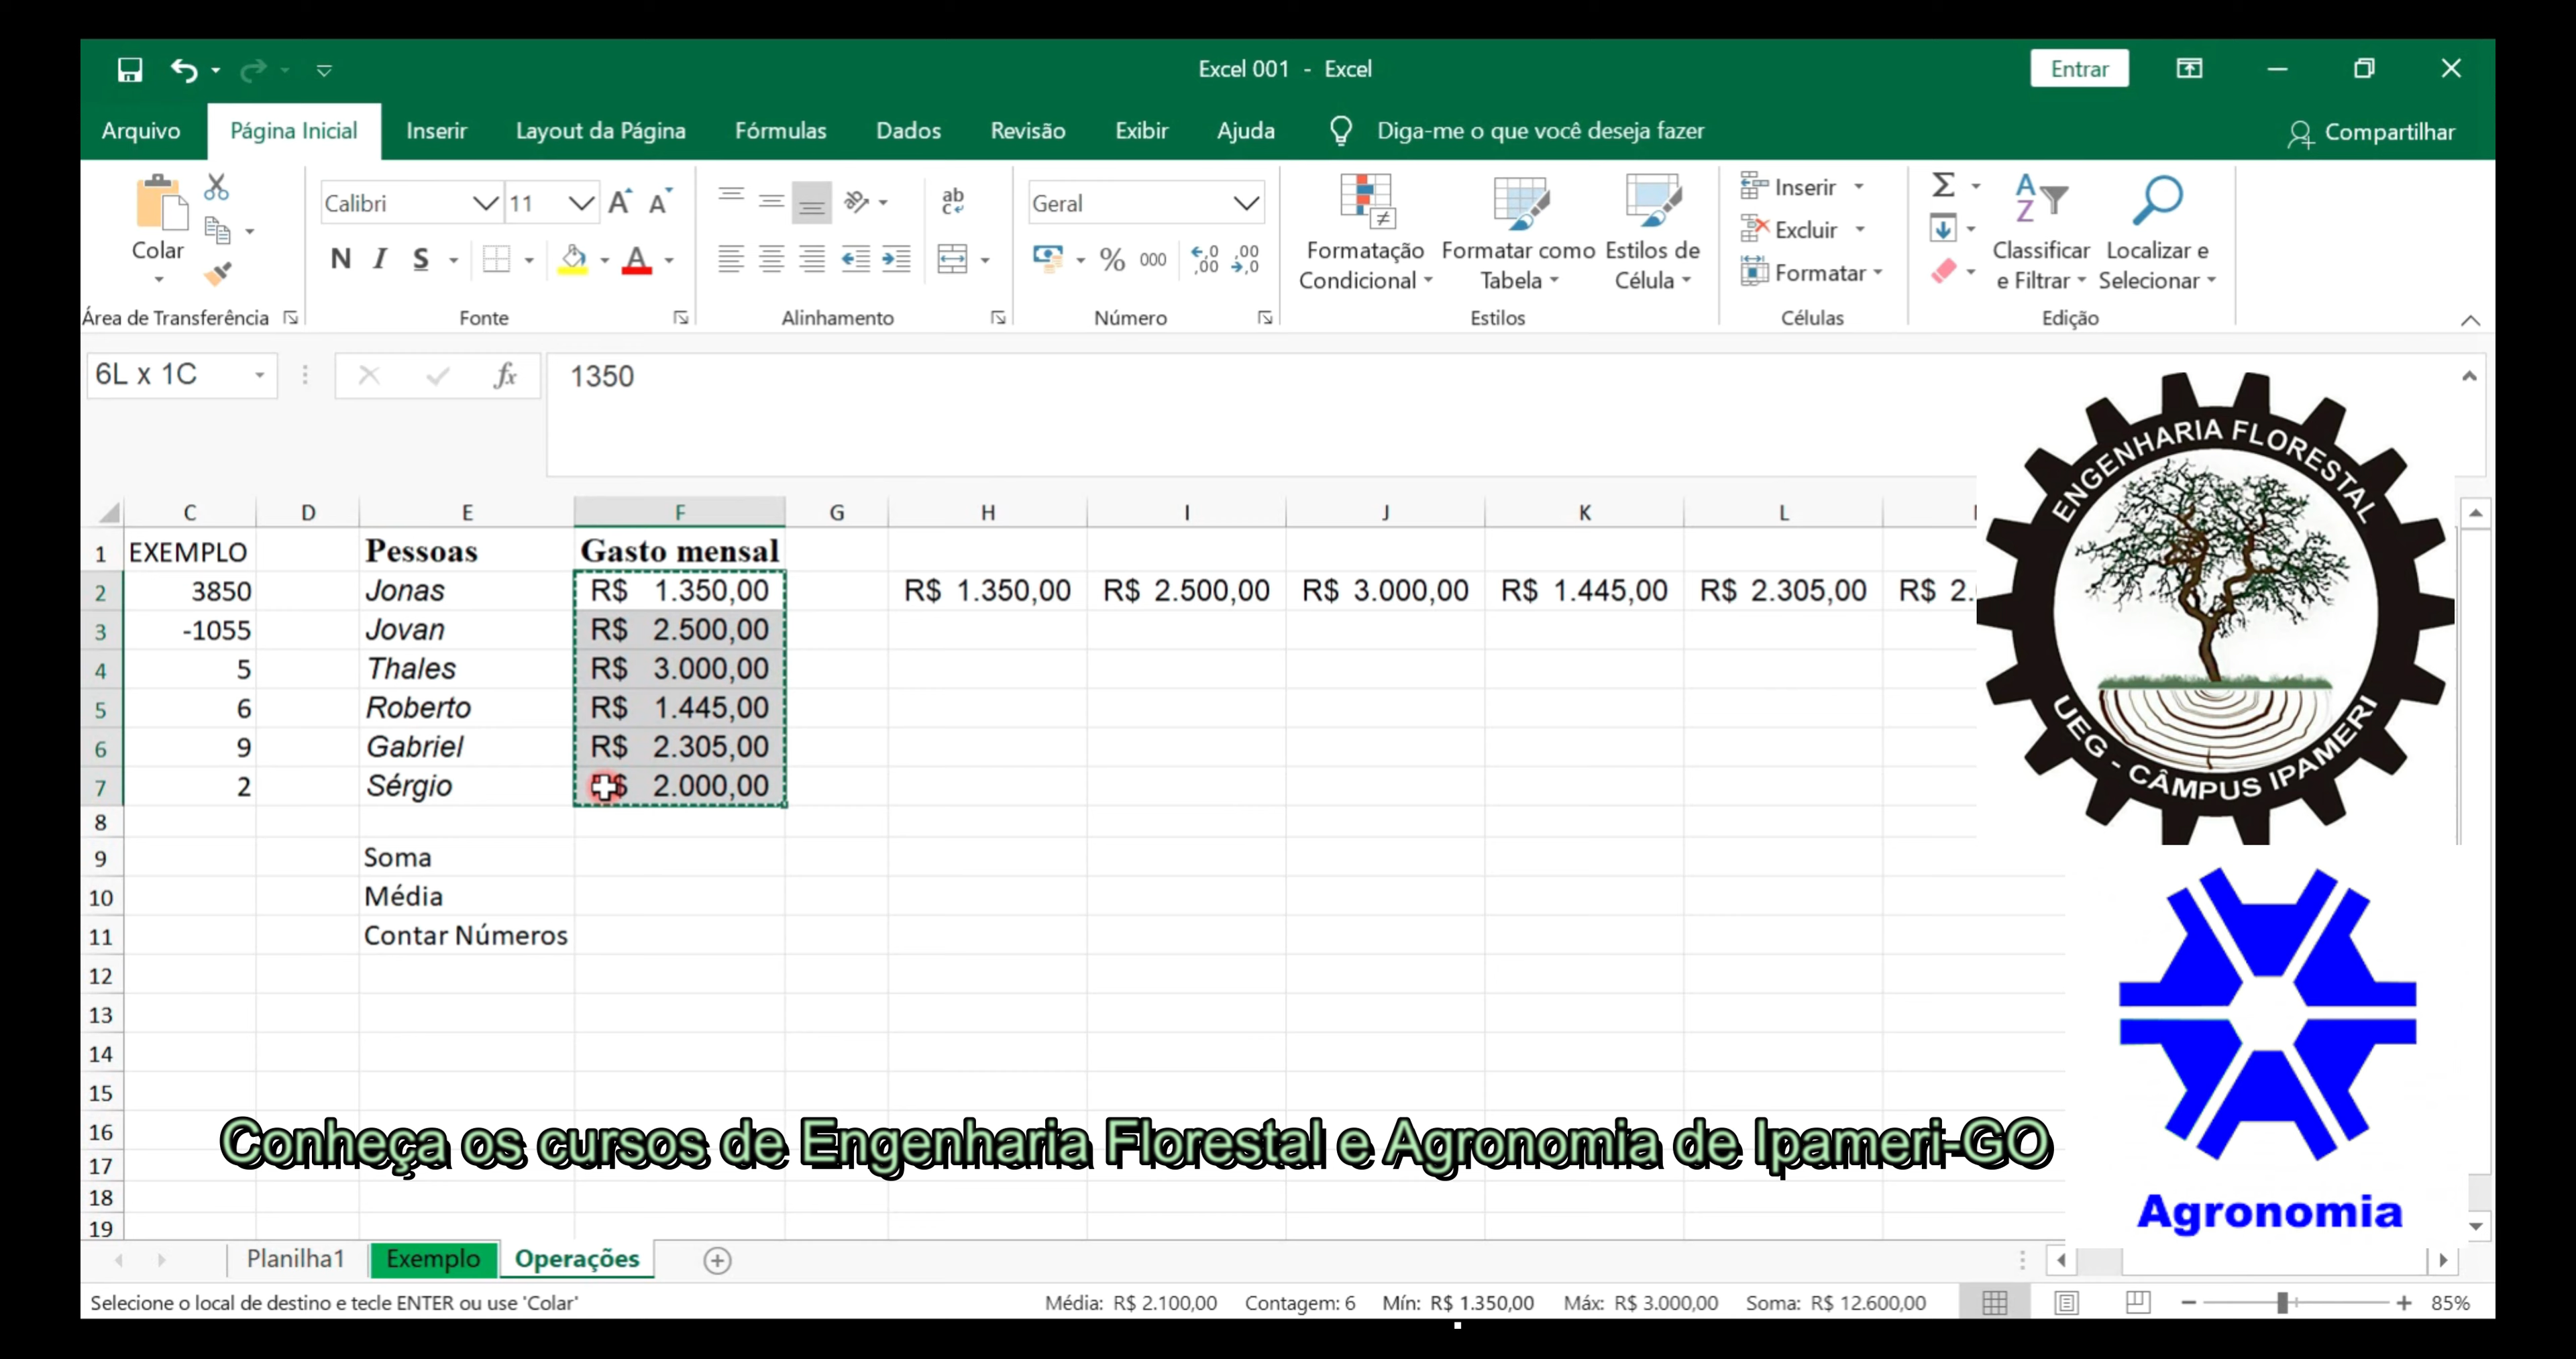 Excel 001 - Excel
Entrar
Arquivo Página Inicial Inserir Layout da Página Fórmulas Dados Revisão Exibir Ajuda Diga-me o que você deseja fazer Compartilhar
Colar
Calibri 11
N I S
ab
Geral
% 000
Formatação Condicional
Formatar como Tabela
Estilos de Célula
Inserir
Excluir
Formatar
Σ
Classificar e Filtrar
Localizar e Selecionar
Área de Transferência Fonte Alinhamento Número Estilos Células Edição
6L x 1C fx 1350
C D E F G H I J K L
1 EXEMPLO Pessoas Gasto mensal
2 3850 Jonas R$ 1.350,00 R$ 1.350,00 R$ 2.500,00 R$ 3.000,00 R$ 1.445,00 R$ 2.305,00 R$ 2.
3 -1055 Jovan R$ 2.500,00
4 5 Thales R$ 3.000,00
5 6 Roberto R$ 1.445,00
6 9 Gabriel R$ 2.305,00
7 2 Sérgio R$ 2.000,00
8
9 Soma
10 Média
11 Contar Números
12
13
14
15
16
17
18
19
ENGENHARIA FLORESTAL
UEG - CÂMPUS IPAMERI
Conheça os cursos de Engenharia Florestal e Agronomia de Ipameri-GO
Agronomia
Planilha1 Exemplo Operações
Selecione o local de destino e tecle ENTER ou use 'Colar' Média: R$ 2.100,00 Contagem: 6 Mín: R$ 1.350,00 Máx: R$ 3.000,00 Soma: R$ 12.600,00 85%